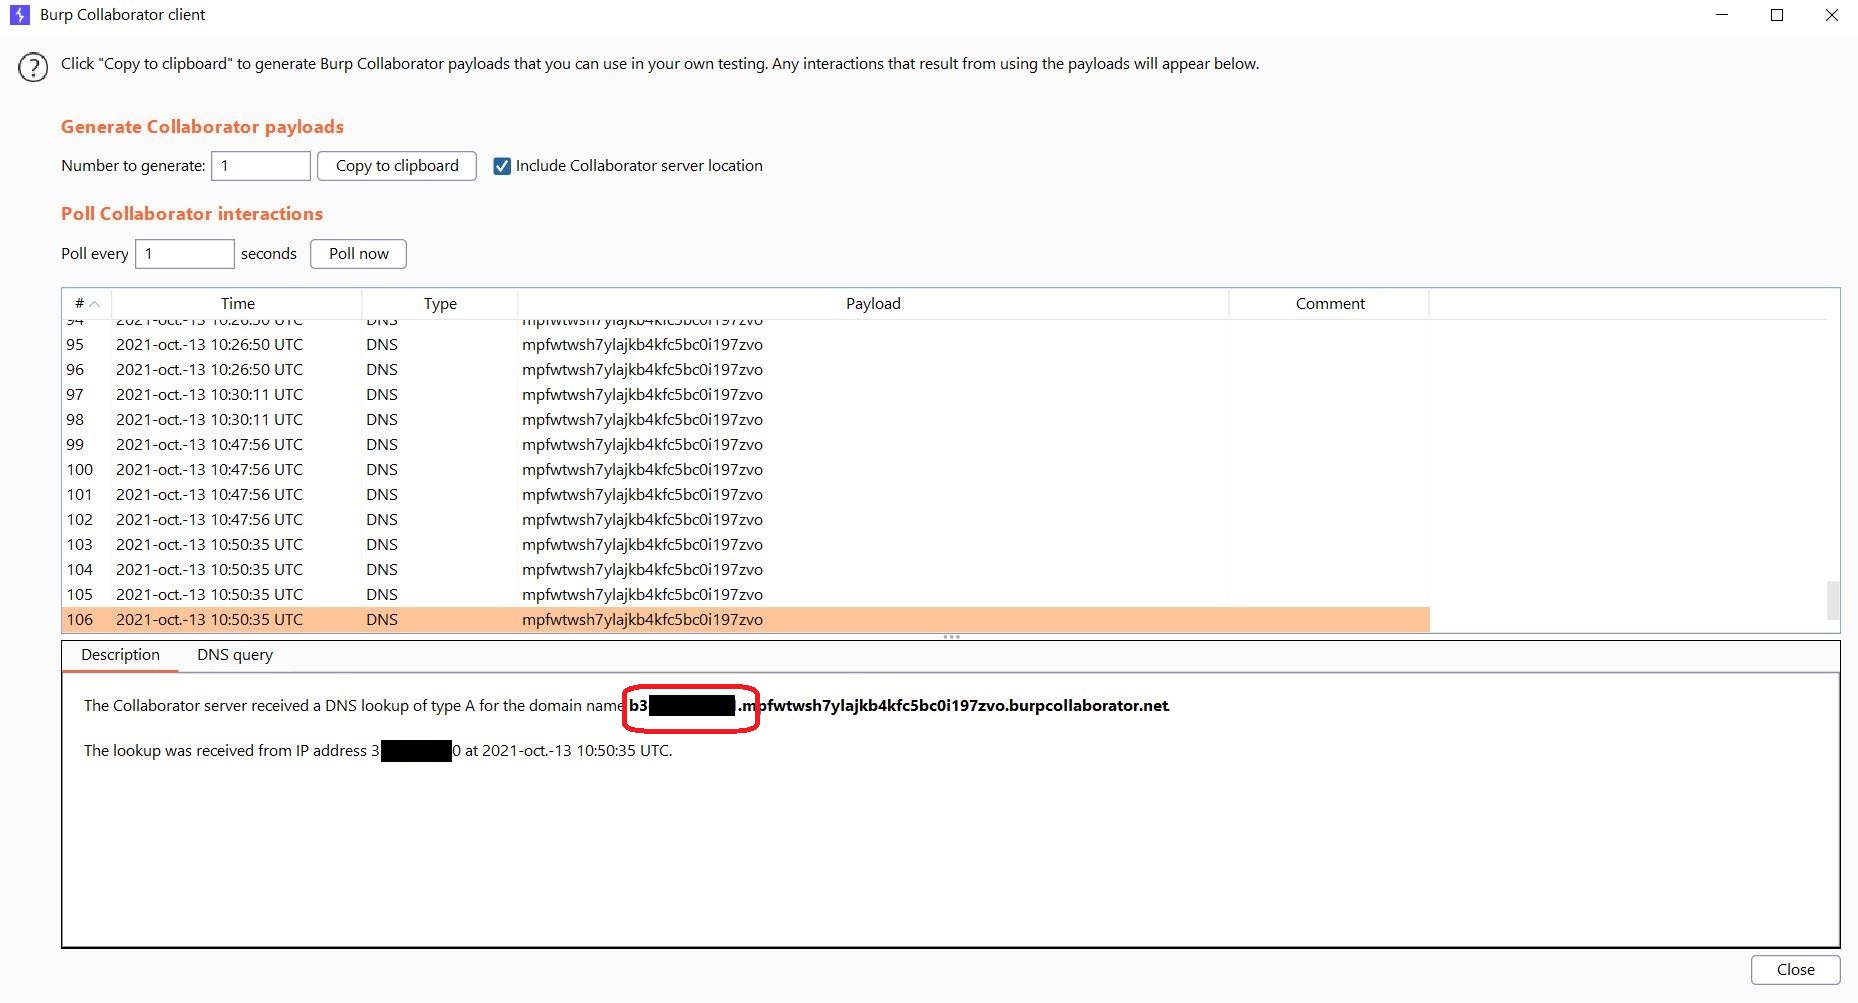 Burp Collaborator client
Click "Copy to clipboard" to generate Burp Collaborator payloads that you can use in your own testing. Any interactions that result from using the payloads will appear below.
Generate Collaborator payloads
Number to generate: 1 Copy to clipboard Include Collaborator server location
Poll Collaborator interactions
Poll every 1 seconds Poll now
# Time Type Payload Comment
94 2021-oct.-13 10:26:50 UTC DNS mpfwtwsh7ylajkb4kfc5bc0i197zvo
95 2021-oct.-13 10:26:50 UTC DNS mpfwtwsh7ylajkb4kfc5bc0i197zvo
96 2021-oct.-13 10:26:50 UTC DNS mpfwtwsh7ylajkb4kfc5bc0i197zvo
97 2021-oct.-13 10:30:11 UTC DNS mpfwtwsh7ylajkb4kfc5bc0i197zvo
98 2021-oct.-13 10:30:11 UTC DNS mpfwtwsh7ylajkb4kfc5bc0i197zvo
99 2021-oct.-13 10:47:56 UTC DNS mpfwtwsh7ylajkb4kfc5bc0i197zvo
100 2021-oct.-13 10:47:56 UTC DNS mpfwtwsh7ylajkb4kfc5bc0i197zvo
101 2021-oct.-13 10:47:56 UTC DNS mpfwtwsh7ylajkb4kfc5bc0i197zvo
102 2021-oct.-13 10:47:56 UTC DNS mpfwtwsh7ylajkb4kfc5bc0i197zvo
103 2021-oct.-13 10:50:35 UTC DNS mpfwtwsh7ylajkb4kfc5bc0i197zvo
104 2021-oct.-13 10:50:35 UTC DNS mpfwtwsh7ylajkb4kfc5bc0i197zvo
105 2021-oct.-13 10:50:35 UTC DNS mpfwtwsh7ylajkb4kfc5bc0i197zvo
106 2021-oct.-13 10:50:35 UTC DNS mpfwtwsh7ylajkb4kfc5bc0i197zvo
Description DNS query
The Collaborator server received a DNS lookup of type A for the domain name b3 .mpfwtwsh7ylajkb4kfc5bc0i197zvo.burpcollaborator.net.
The lookup was received from IP address 3 0 at 2021-oct.-13 10:50:35 UTC.
Close